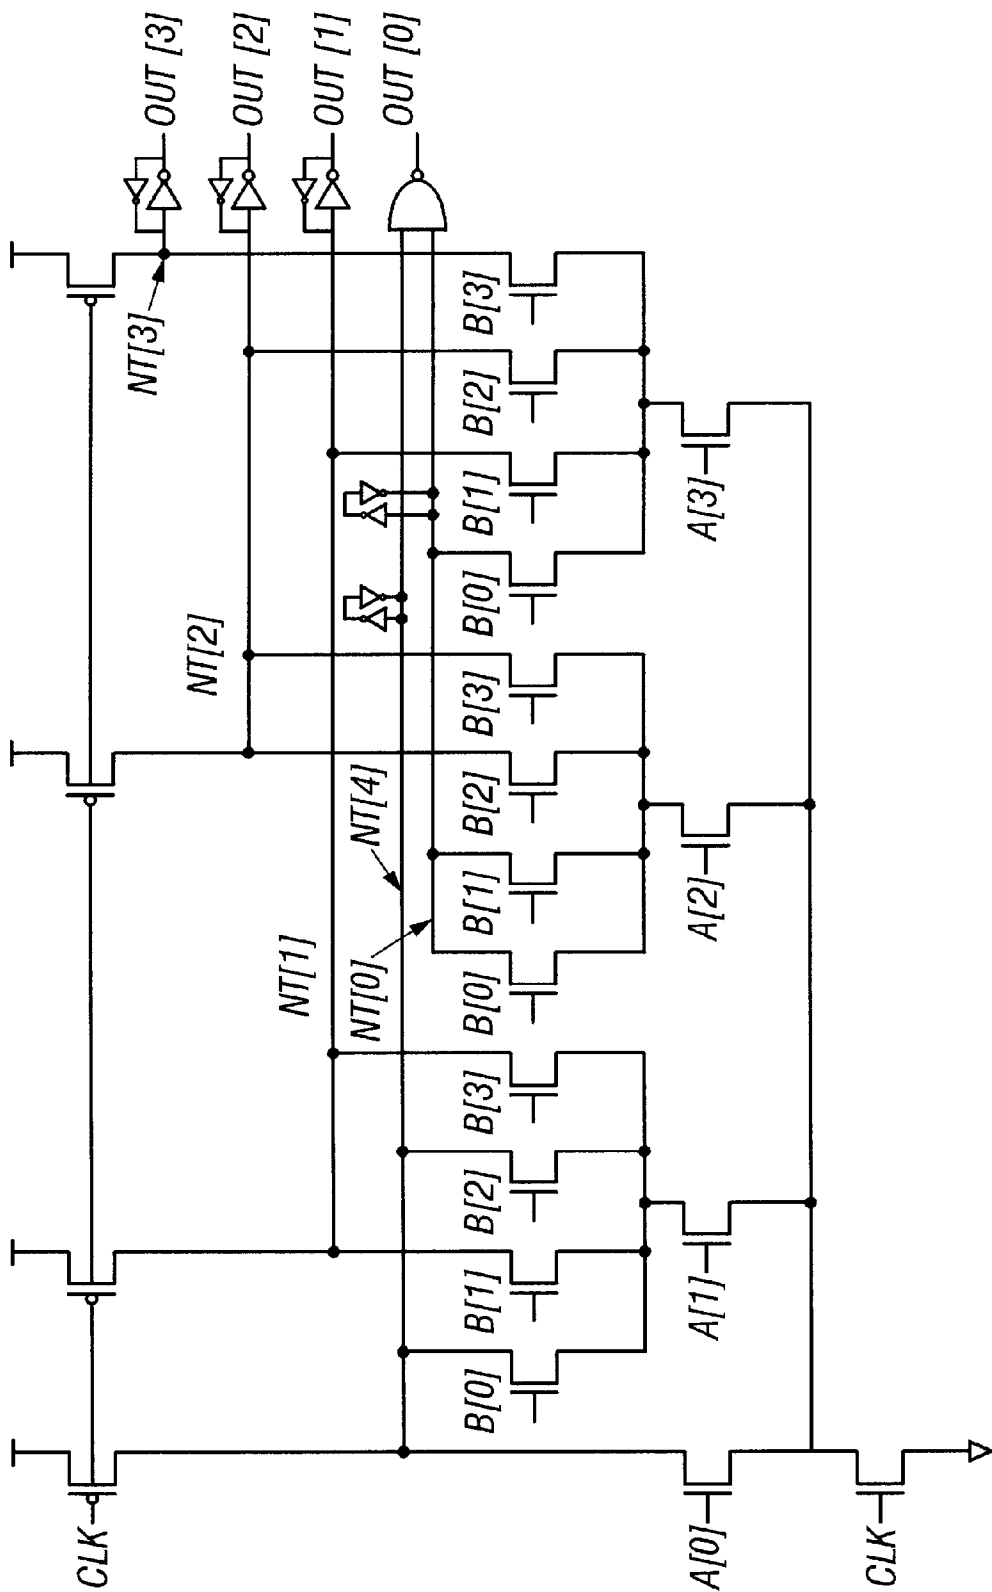 OUT [3]
OUT [2]
OUT [1]
OUT [0]
NT[3]
NT[2]
NT[4]
NT[1]
NT[0]
B[3]
B[2]
B[1]
B[0]
A[3]
B[3]
B[2]
B[1]
B[0]
A[2]
B[3]
B[2]
B[1]
B[0]
A[1]
CLK
A[0]
CLK